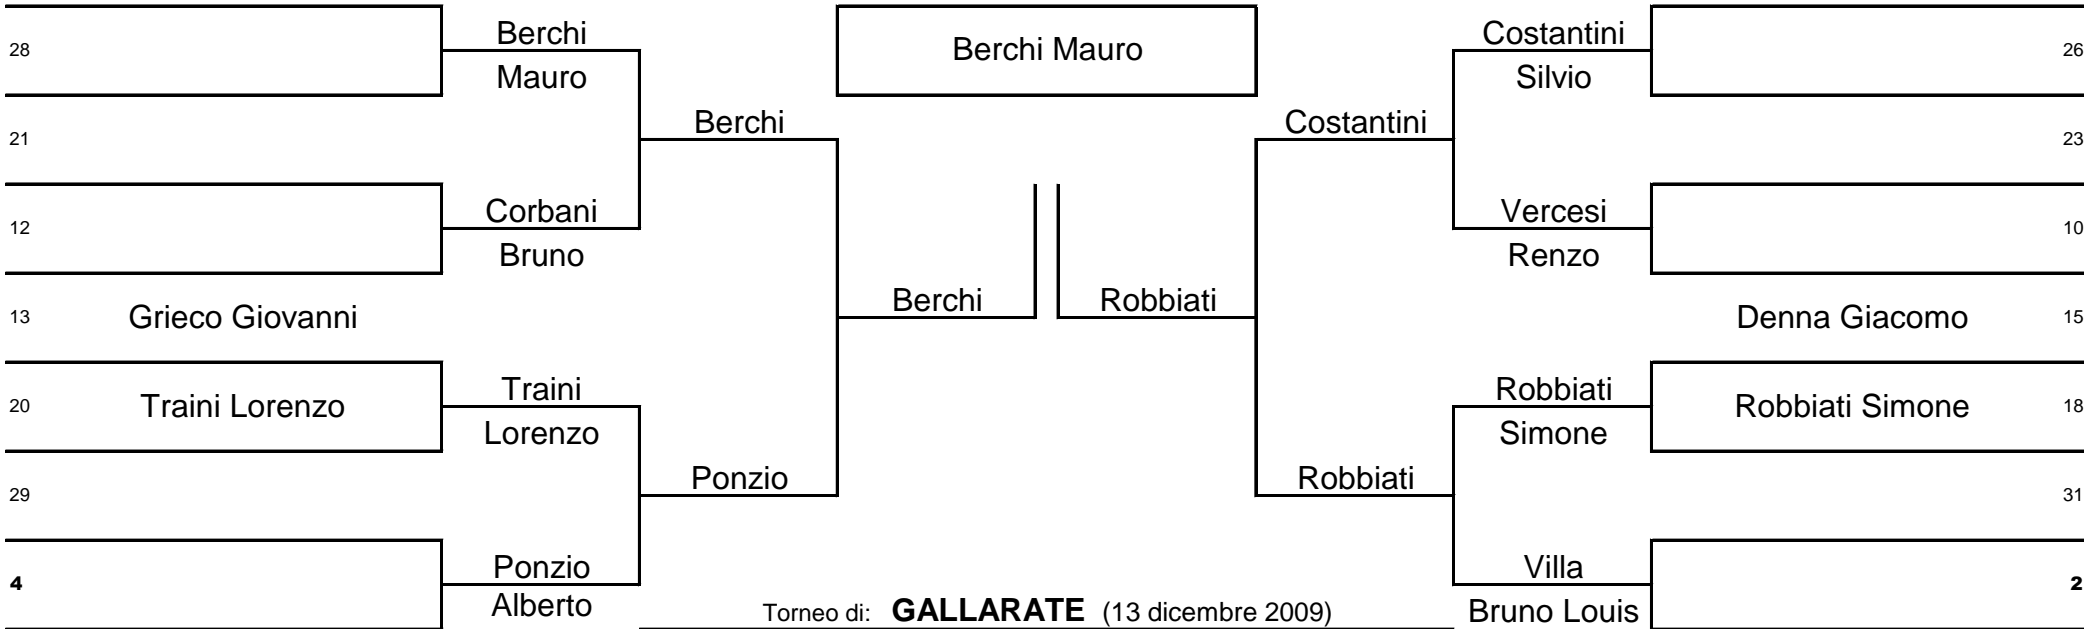 Berchi
Berchi Mauro
Costantini
28
26
Mauro
Silvio
Berchi
Costantini
21
23
Corbani
Vercesi
12
10
Bruno
Renzo
Berchi
Robbiati
13 Grieco Giovanni
Denna Giacomo 15
Traini
Robbiati
20 Traini Lorenzo
Robbiati Simone 18
Lorenzo
Simone
Ponzio
Robbiati
29
31
Ponzio
Villa
4
2
Alberto
Bruno Louis
Torneo di: GALLARATE (13 dicembre 2009)